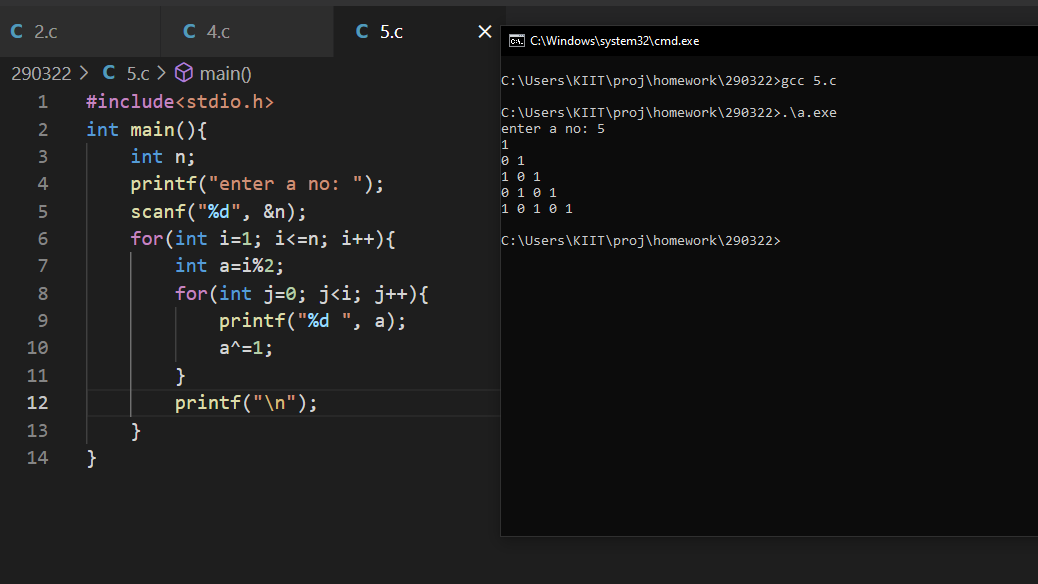 C 2.c
C 4.c
C 5.c ×
290322 > C 5.c > main()
1 #include<stdio.h>
2 int main(){
3 int n;
4 printf("enter a no: ");
5 scanf("%d", &n);
6 for(int i=1; i<=n; i++){
7 int a=i%2;
8 for(int j=0; j<i; j++){
9 printf("%d ", a);
10 a^=1;
11 }
12 printf("\n");
13 }
14 }
C:\Windows\system32\cmd.exe
C:\Users\KIIT\proj\homework\290322>gcc 5.c
C:\Users\KIIT\proj\homework\290322>.\a.exe
enter a no: 5
1
0 1
1 0 1
0 1 0 1
1 0 1 0 1
C:\Users\KIIT\proj\homework\290322>